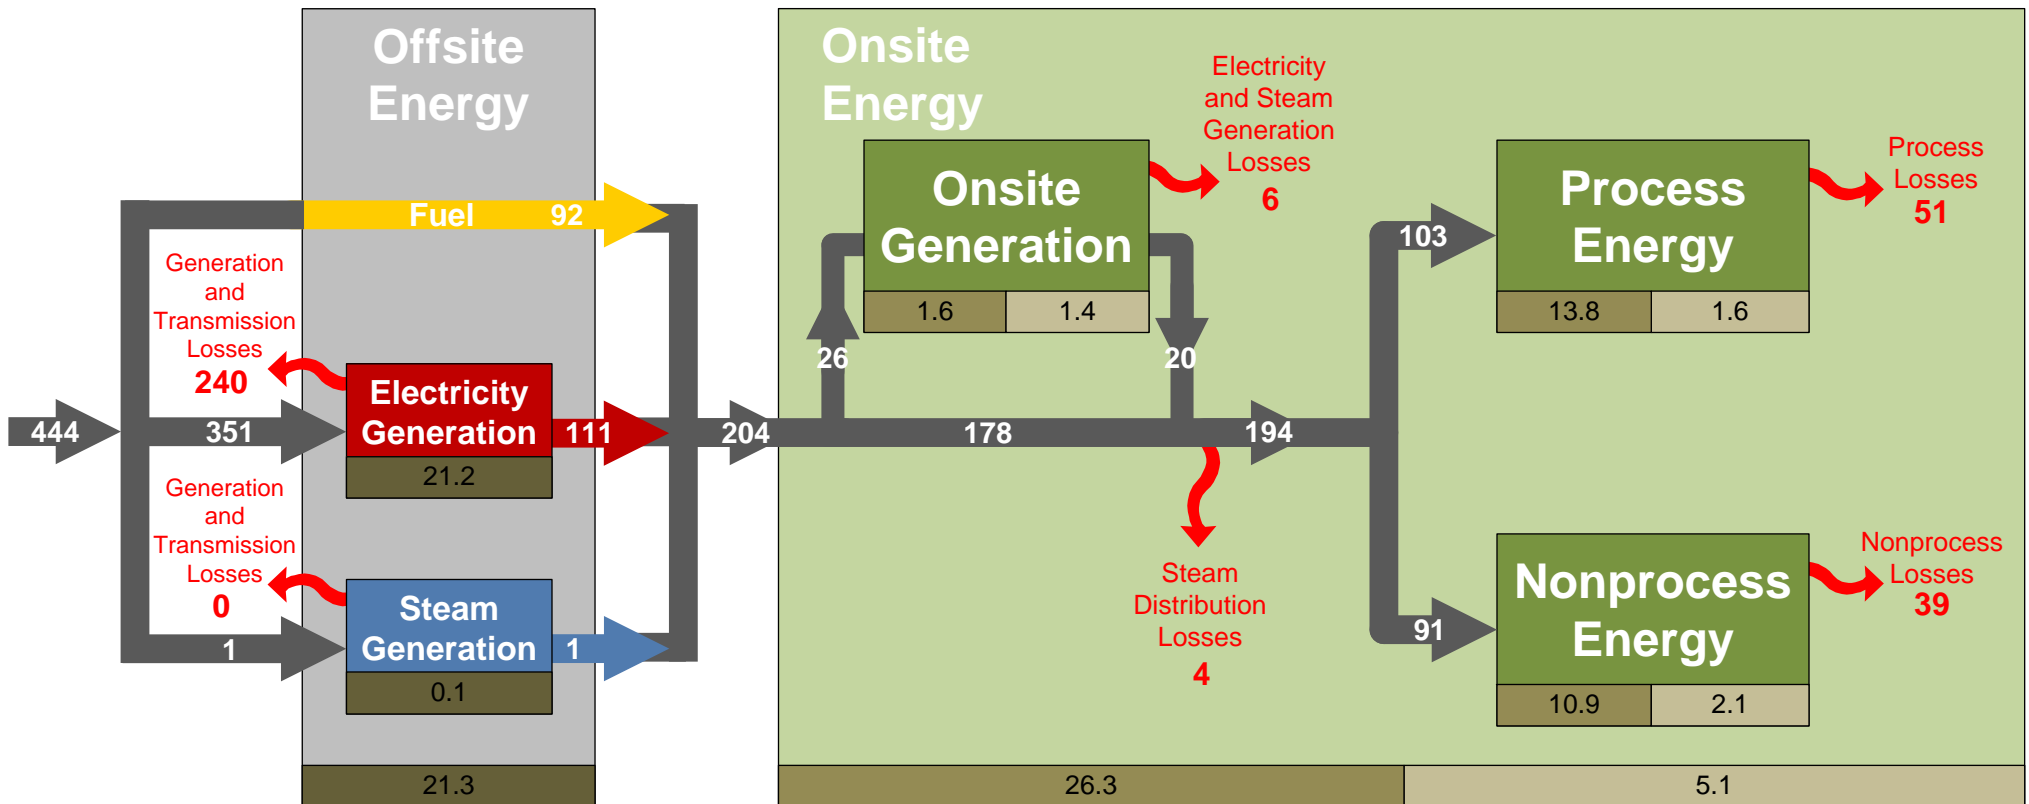 Offsite
Energy
Onsite
Energy
Electricity
and Steam
Generation
Losses
6
Process
Losses
51
Onsite
Generation
1.6 1.4
Process
Energy
13.8 1.6
Fuel 92
103
Generation
and
Transmission
Losses
240
26
20
444
351
Electricity
Generation
21.2
111
204
178
194
Generation
and
Transmission
Losses
0
1
Steam
Generation
0.1
1
Steam
Distribution
Losses
4
91
Nonprocess
Energy
10.9 2.1
Nonprocess
Losses
39
21.3
26.3
5.1